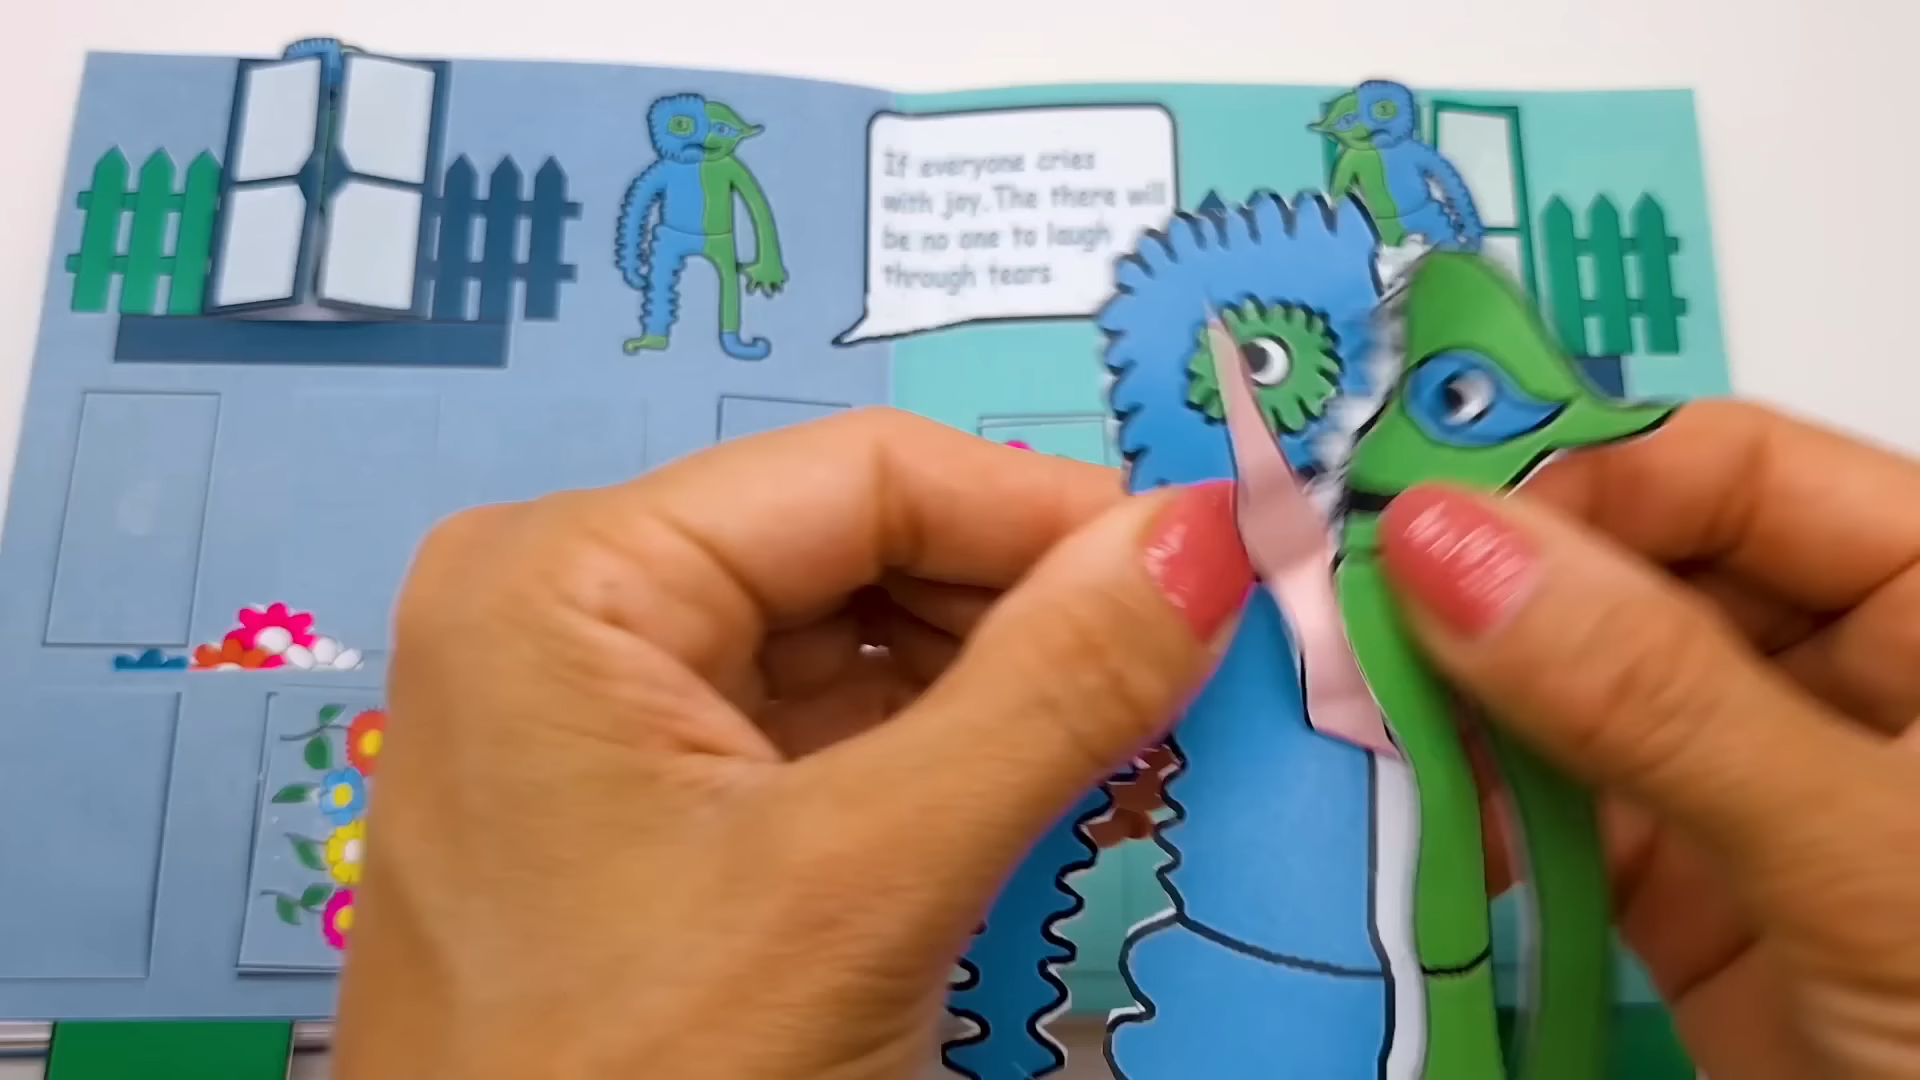 If everyone cries
with joy. The there will
be no one to laugh
through tears